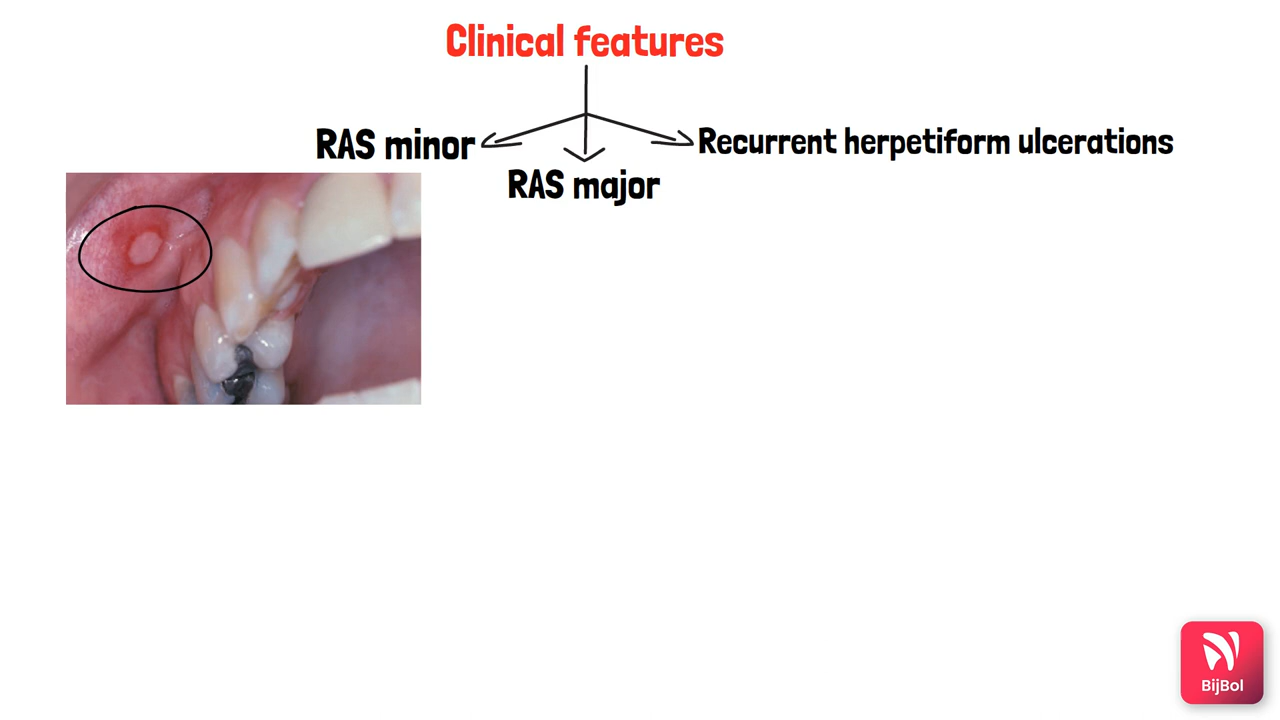 Clinical features
RAS minor
Recurrent herpetiform ulcerations
RAS major
BijBol